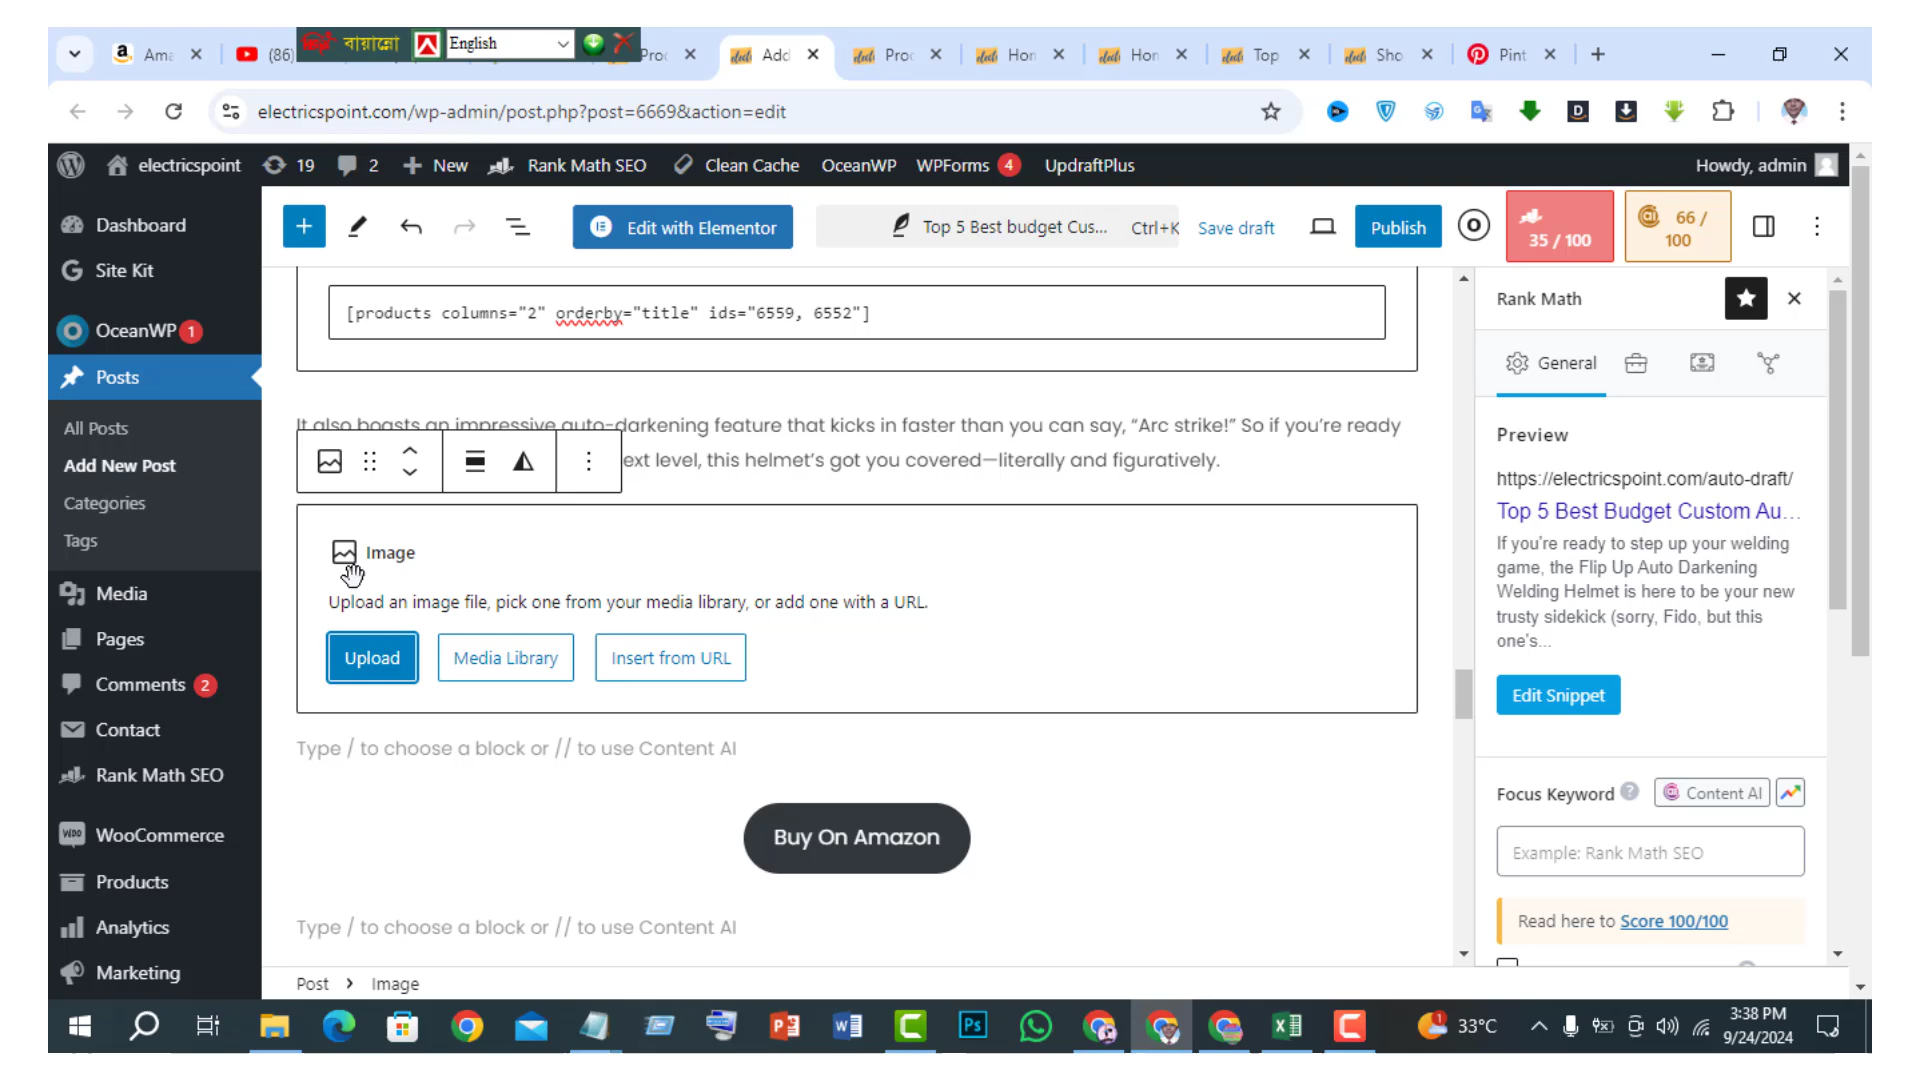 Ama
(86)
বায়ান্নো
English
Proc
Add
Proc
Hon
Hon
Top
Sho
Pint
electricspoint.com/wp-admin/post.php?post=6669&action=edit
electricspoint
19
2
New
Rank Math SEO
Clean Cache
OceanWP
WPForms 4
UpdraftPlus
Howdy, admin
Dashboard
Site Kit
OceanWP 1
Posts
All Posts
Add New Post
Categories
Tags
Media
Pages
Comments 2
Contact
Rank Math SEO
WooCommerce
Products
Analytics
Marketing
Edit with Elementor
Top 5 Best budget Cus...
Ctrl+K
Save draft
Publish
35 / 100
66 /
100
[products columns="2" orderby="title" ids="6559, 6552"]
It also boasts an impressive auto-darkening feature that kicks in faster than you can say, “Arc strike!” So if you’re ready
ext level, this helmet’s got you covered—literally and figuratively.
Image
Upload an image file, pick one from your media library, or add one with a URL.
Upload
Media Library
Insert from URL
Type / to choose a block or // to use Content AI
Buy On Amazon
Type / to choose a block or // to use Content AI
Post > Image
Rank Math
General
Preview
https://electricspoint.com/auto-draft/
Top 5 Best Budget Custom Au...
If you're ready to step up your welding
game, the Flip Up Auto Darkening
Welding Helmet is here to be your new
trusty sidekick (sorry, Fido, but this
one's...
Edit Snippet
Focus Keyword
Content AI
Example: Rank Math SEO
Read here to Score 100/100
33°C
3:38 PM
9/24/2024